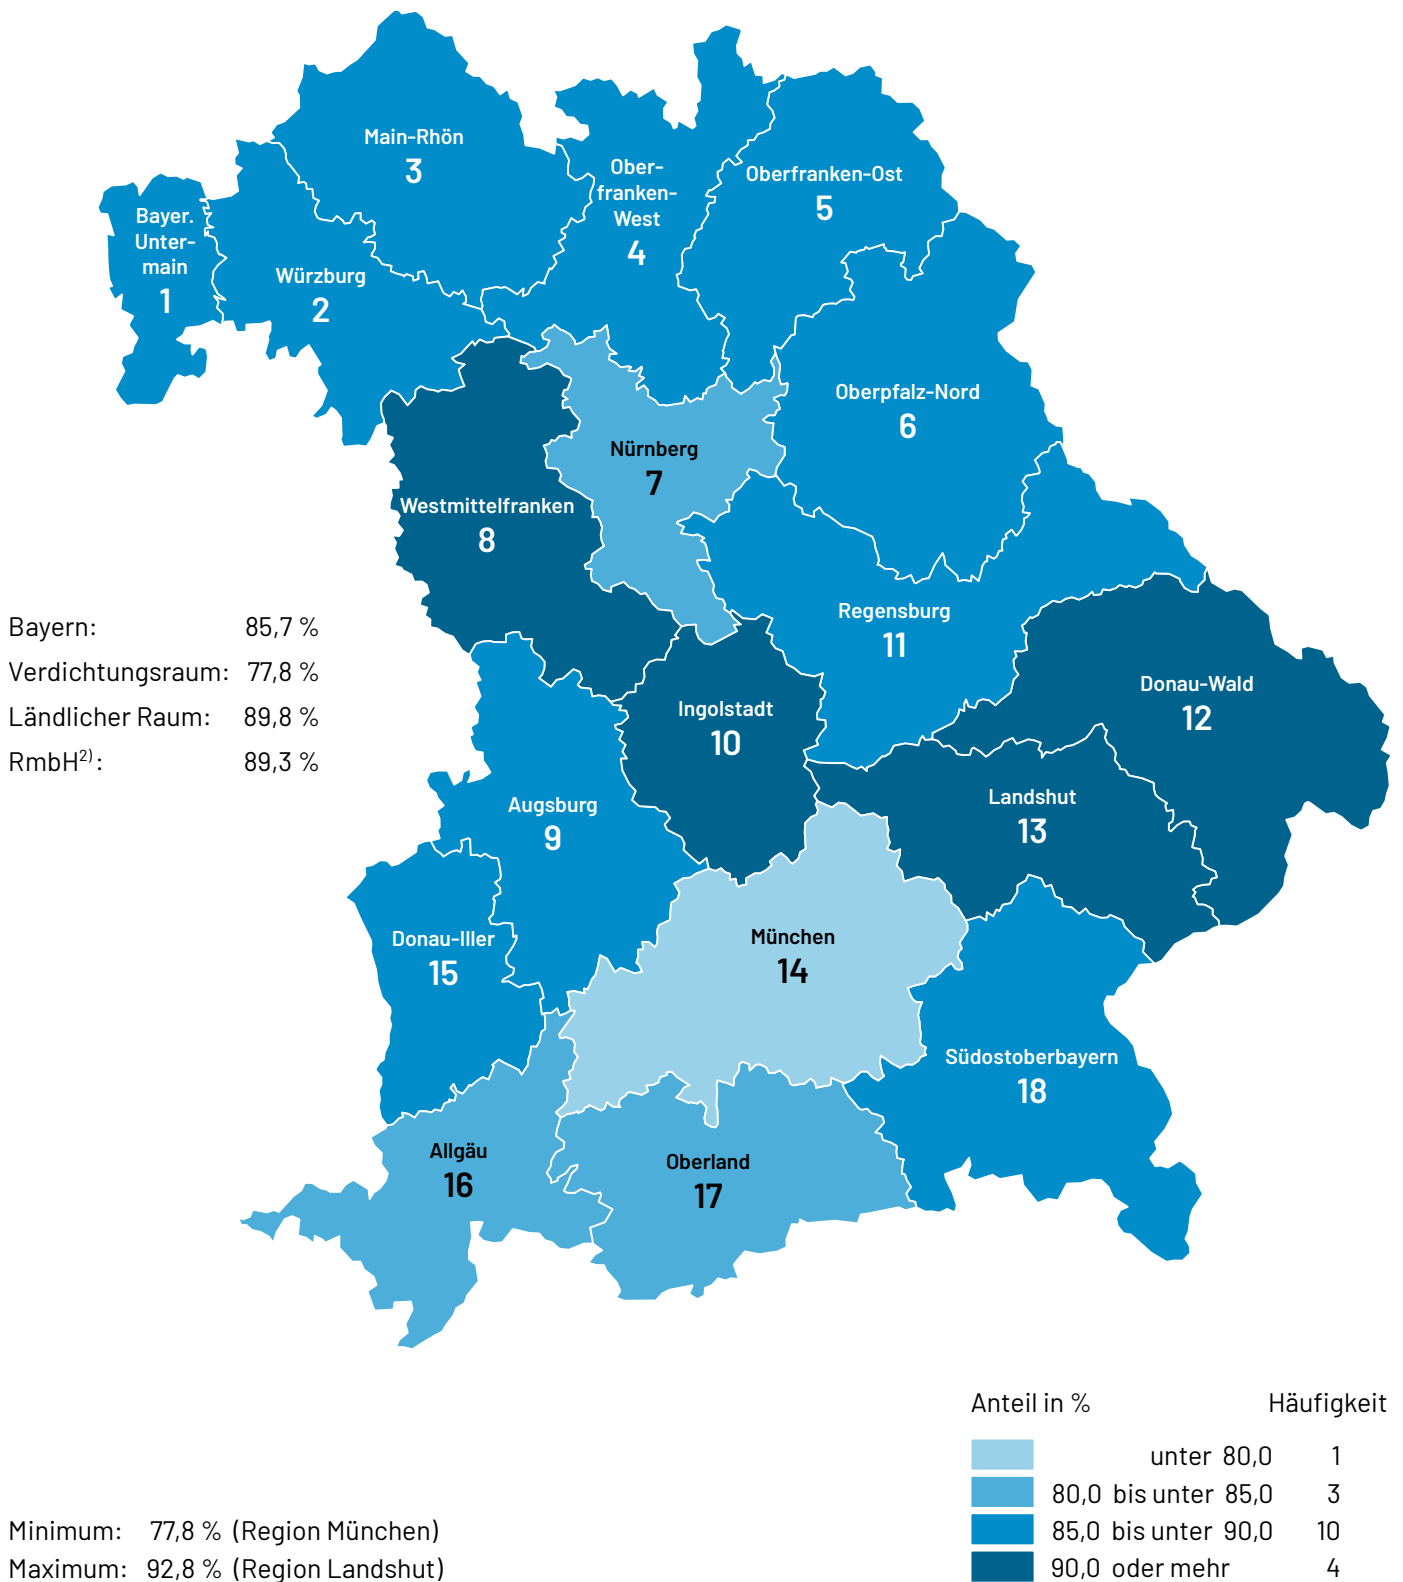 Main-Rhön
3
Ober-
franken-
West
4
Oberfranken-Ost
5
Bayer.
Unter-
main
1
Würzburg
2
Oberpfalz-Nord
6
Nürnberg
7
Westmittelfranken
8
Regensburg
11
Bayern: 85,7 %
Verdichtungsraum: 77,8 %
Ländlicher Raum: 89,8 %
RmbH2): 89,3 %
Donau-Wald
12
Ingolstadt
10
Landshut
13
Augsburg
9
Donau-Iller
15
München
14
Südostoberbayern
18
Allgäu
16
Oberland
17
Anteil in % Häufigkeit
unter 80,0 1
80,0 bis unter 85,0 3
85,0 bis unter 90,0 10
90,0 oder mehr 4
Minimum: 77,8 % (Region München)
Maximum: 92,8 % (Region Landshut)